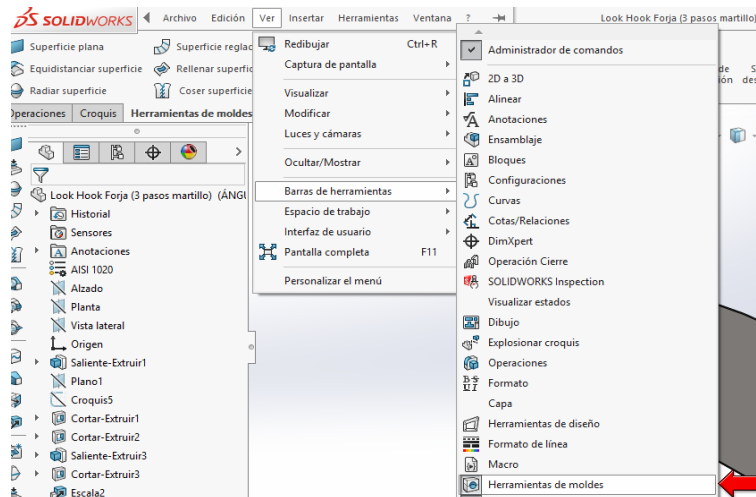 SOLIDWORKS
Archivo Edición Ver Insertar Herramientas Ventana ?
Look Hook Forja (3 pasos martillo)
Superficie plana
Superficie reglad
Equidistanciar superficie
Rellenar superfic
Radiar superficie
Coser superficie
Operaciones Croquis Herramientas de moldes
Look Hook Forja (3 pasos martillo) (ÁNGU
Historial
Sensores
Anotaciones
AISI 1020
Alzado
Planta
Vista lateral
Origen
Saliente-Extruir1
Plano1
Croquis5
Cortar-Extruir1
Cortar-Extruir2
Saliente-Extruir3
Cortar-Extruir3
Escala2
Redibujar Ctrl+R
Captura de pantalla
Visualizar
Modificar
Luces y cámaras
Ocultar/Mostrar
Barras de herramientas
Espacio de trabajo
Interfaz de usuario
Pantalla completa F11
Personalizar el menú
Administrador de comandos
2D a 3D
Alinear
Anotaciones
Ensamblaje
Bloques
Configuraciones
Curvas
Cotas/Relaciones
DimXpert
Operación Cierre
SOLIDWORKS Inspection
Visualizar estados
Dibujo
Explosionar croquis
Operaciones
Formato
Capa
Herramientas de diseño
Formato de línea
Macro
Herramientas de moldes
de S
ión des